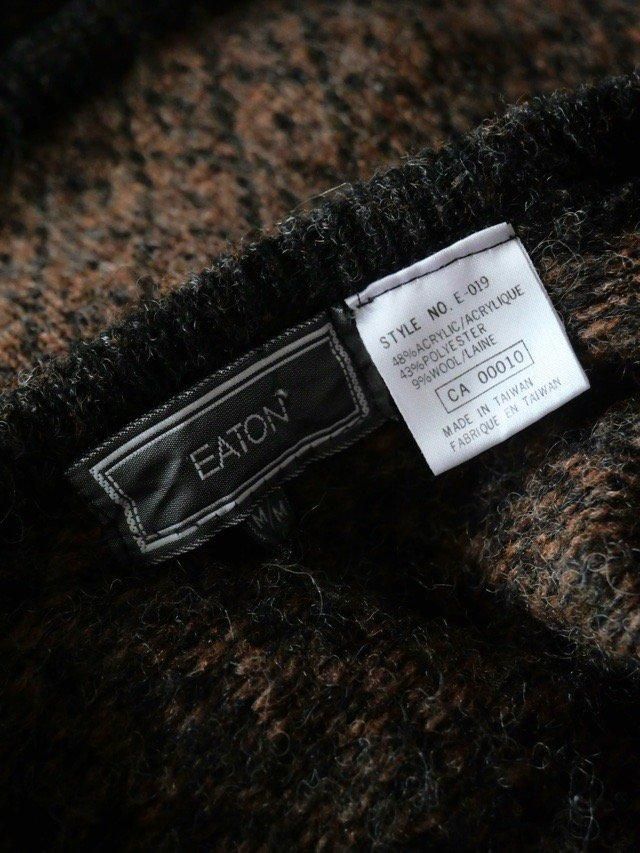 EATON
M
STYLE NO. E-019
48%ACRYLIC/ACRYLIQUE
43%POLIESTER
9%WOOL/LAINE
CA 00010
MADE IN TAIWAN
FABRIQUE EN TAIWAN